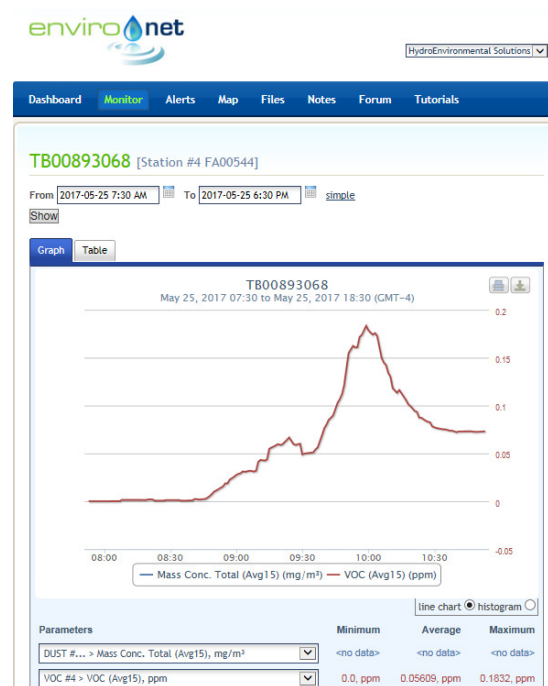 enviro net
HydroEnvironmental Solutions
Dashboard Monitor Alerts Map Files Notes Forum Tutorials
TB00893068 [Station #4 FA00544]
From 2017-05-25 7:30 AM To 2017-05-25 6:30 PM simple
Show
Graph Table
TB00893068
May 25, 2017 07:30 to May 25, 2017 18:30 (GMT-4)
0.2
0.15
0.1
0.05
0
-0.05
08:00 08:30 09:00 09:30 10:00 10:30
Mass Conc. Total (Avg15) (mg/m³) VOC (Avg15) (ppm)
line chart histogram
Parameters Minimum Average Maximum
DUST #... > Mass Conc. Total (Avg15), mg/m³ <no data> <no data> <no data>
VOC #4 > VOC (Avg15), ppm 0.0, ppm 0.05609, ppm 0.1832, ppm